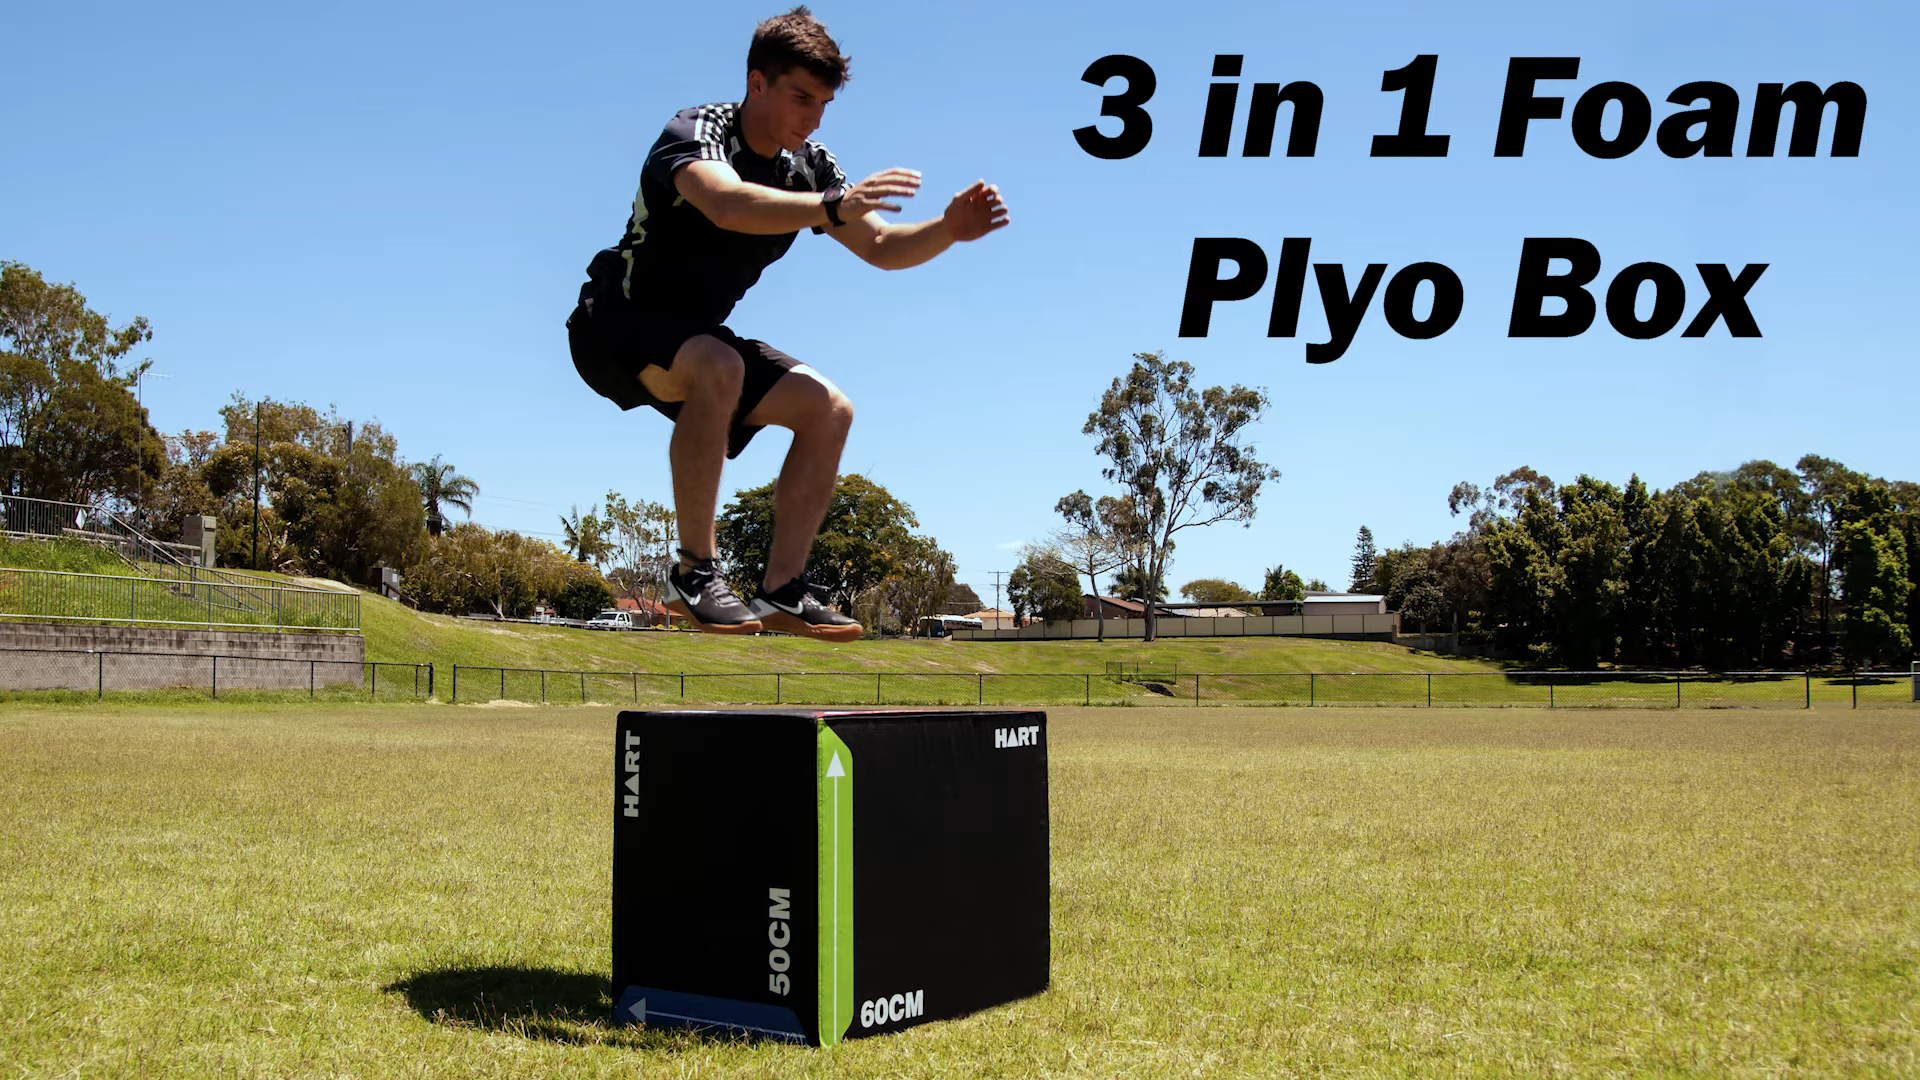 3 in 1 Foam
Plyo Box
HART
HART
50CM
60CM